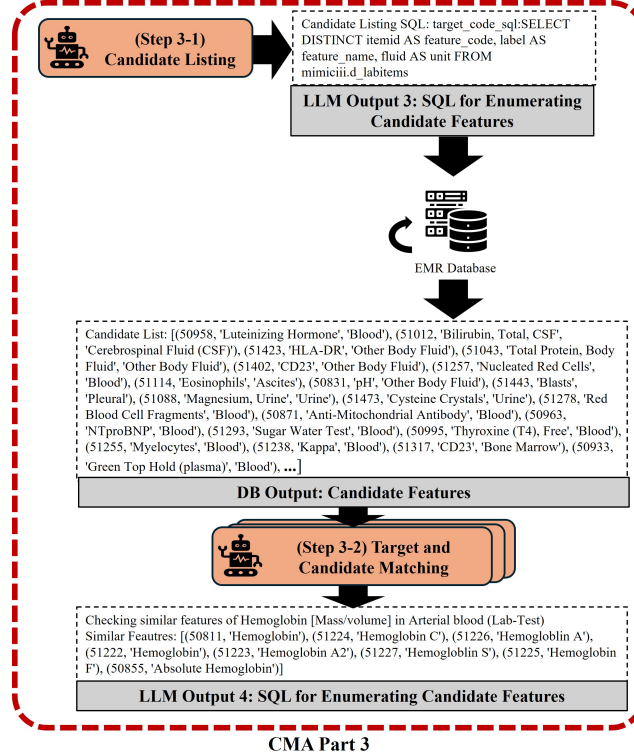 (Step 3-1)
Candidate Listing
Candidate Listing SQL: target_code_sql:SELECT
DISTINCT itemid AS feature_code, label AS
feature_name, fluid AS unit FROM
mimiciii.d_labitems
LLM Output 3: SQL for Enumerating
Candidate Features
EMR Database
Candidate List: [(50958, 'Luteinizing Hormone', 'Blood'), (51012, 'Bilirubin, Total, CSF',
'Cerebrospinal Fluid (CSF)'), (51423, 'HLA-DR', 'Other Body Fluid'), (51043, 'Total Protein, Body
Fluid', 'Other Body Fluid'), (51402, 'CD23', 'Other Body Fluid'), (51257, 'Nucleated Red Cells',
'Blood'), (51114, 'Eosinophils', 'Ascites'), (50831, 'pH', 'Other Body Fluid'), (51443, 'Blasts',
'Pleural'), (51088, 'Magnesium, Urine', 'Urine'), (51473, 'Cysteine Crystals', 'Urine'), (51278, 'Red
Blood Cell Fragments', 'Blood'), (50871, 'Anti-Mitochondrial Antibody', 'Blood'), (50963,
'NTproBNP', 'Blood'), (51293, 'Sugar Water Test', 'Blood'), (50995, 'Thyroxine (T4), Free', 'Blood'),
(51255, 'Myelocytes', 'Blood'), (51238, 'Kappa', 'Blood'), (51317, 'CD23', 'Bone Marrow'), (50933,
'Green Top Hold (plasma)', 'Blood'), ...]
DB Output: Candidate Features
(Step 3-2) Target and
Candidate Matching
Checking similar features of Hemoglobin [Mass/volume] in Arterial blood (Lab-Test)
Similar Feautres: [(50811, 'Hemoglobin'), (51224, 'Hemoglobin C'), (51226, 'Hemogloblin A'),
(51222, 'Hemoglobin'), (51223, 'Hemoglobin A2'), (51227, 'Hemogloblin S'), (51225, 'Hemoglobin
F'), (50855, 'Absolute Hemoglobin')]
LLM Output 4: SQL for Enumerating Candidate Features
CMA Part 3